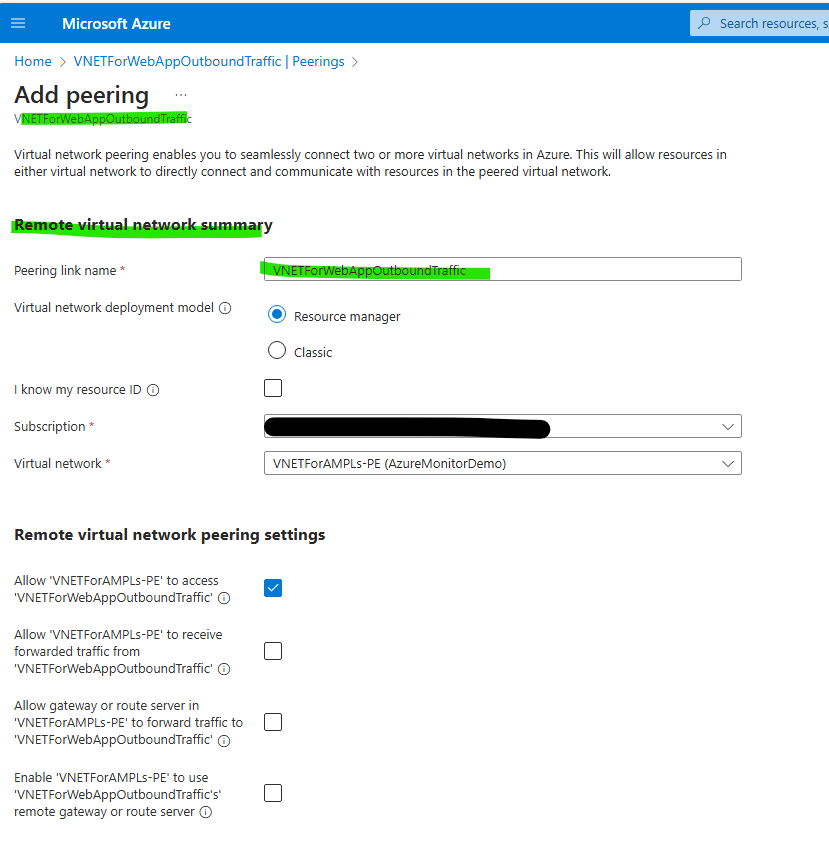 Microsoft Azure
Search resources, s
Home > VNETForWebAppOutboundTraffic | Peerings >
Add peering ...
VNETForWebAppOutboundTraffic
Virtual network peering enables you to seamlessly connect two or more virtual networks in Azure. This will allow resources in
either virtual network to directly connect and communicate with resources in the peered virtual network.
Remote virtual network summary
Peering link name *
VNETForWebAppOutboundTraffic
Virtual network deployment model
Resource manager
Classic
I know my resource ID
Subscription *
Virtual network *
VNETForAMPLs-PE (AzureMonitorDemo)
Remote virtual network peering settings
Allow 'VNETForAMPLs-PE' to access
'VNETForWebAppOutboundTraffic'
Allow 'VNETForAMPLs-PE' to receive
forwarded traffic from
'VNETForWebAppOutboundTraffic'
Allow gateway or route server in
'VNETForAMPLs-PE' to forward traffic to
'VNETForWebAppOutboundTraffic'
Enable 'VNETForAMPLs-PE' to use
'VNETForWebAppOutboundTraffic's'
remote gateway or route server